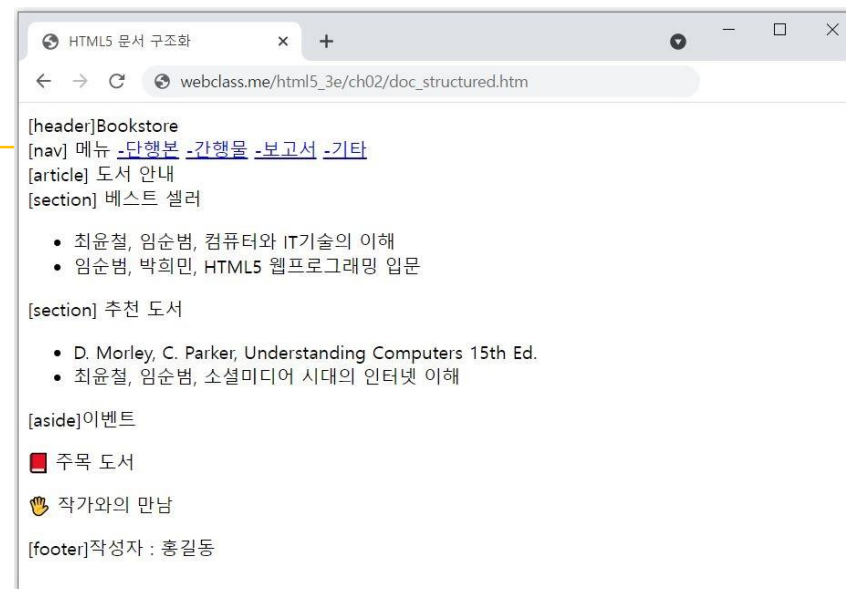 HTML5 문서 구조화
webclass.me/html5_3e/ch02/doc_structured.htm
[header]Bookstore
[nav] 메뉴 -단행본 -간행물 -보고서 -기타
[article] 도서 안내
[section] 베스트 셀러
최윤철, 임순범, 컴퓨터와 IT기술의 이해
임순범, 박희민, HTML5 웹프로그래밍 입문
[section] 추천 도서
D. Morley, C. Parker, Understanding Computers 15th Ed.
최윤철, 임순범, 소셜미디어 시대의 인터넷 이해
[aside]이벤트
주목 도서
작가와의 만남
[footer]작성자 : 홍길동